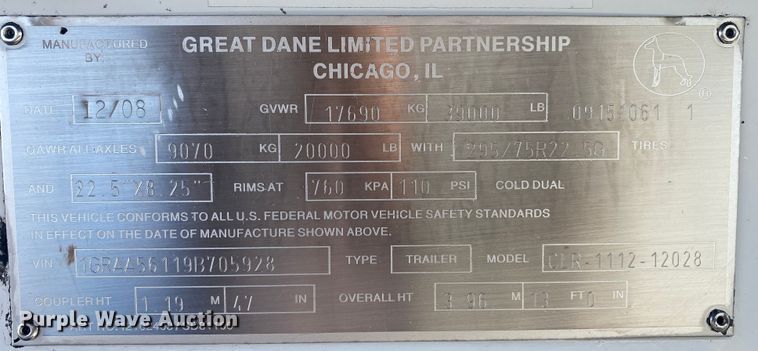 MANUFACTURED BY: GREAT DANE LIMITED PARTNERSHIP
CHICAGO, IL
DATE 12/08 GVWR 17690 KG 39000 LB 1
GAWR ALL AXLES 9070 KG 20000 LB WITH 295/75R22.5G TIRES
AND 22.5"X8.25" RIMS AT 760 KPA 110 PSI COLD DUAL
THIS VEHICLE CONFORMS TO ALL U.S. FEDERAL MOTOR VEHICLE SAFETY STANDARDS
IN EFFECT ON THE DATE OF MANUFACTURE SHOWN ABOVE.
VIN 1GRAA56119B705928 TYPE TRAILER MODEL CLR-1112-12028
COUPLER HT 1.19 M 47 IN OVERALL HT 3.96 M 13 FT 0 IN
Purple Wave Auction